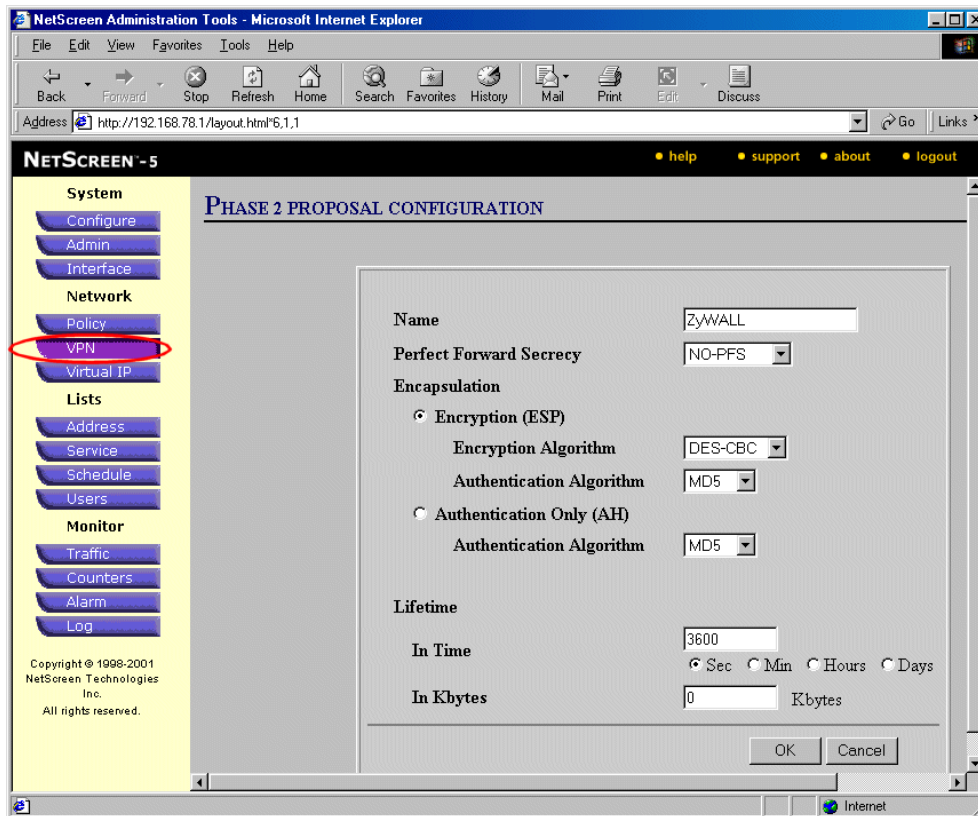 NetScreen Administration Tools - Microsoft Internet Explorer
File Edit View Favorites Tools Help
Back Forward Stop Refresh Home Search Favorites History Mail Print Edit Discuss
Address http://192.168.78.1/layout.html*6,1,1 Go Links »
NETSCREEN™-5
help support about logout
System
Configure
Admin
Interface
Network
Policy
VPN
Virtual IP
Lists
Address
Service
Schedule
Users
Monitor
Traffic
Counters
Alarm
Log
Copyright © 1998-2001
NetScreen Technologies
Inc.
All rights reserved.
PHASE 2 PROPOSAL CONFIGURATION
Name ZyWALL
Perfect Forward Secrecy NO-PFS
Encapsulation
Encryption (ESP)
Encryption Algorithm DES-CBC
Authentication Algorithm MD5
Authentication Only (AH)
Authentication Algorithm MD5
Lifetime
In Time 3600
Sec Min Hours Days
In Kbytes 0 Kbytes
OK Cancel
Internet